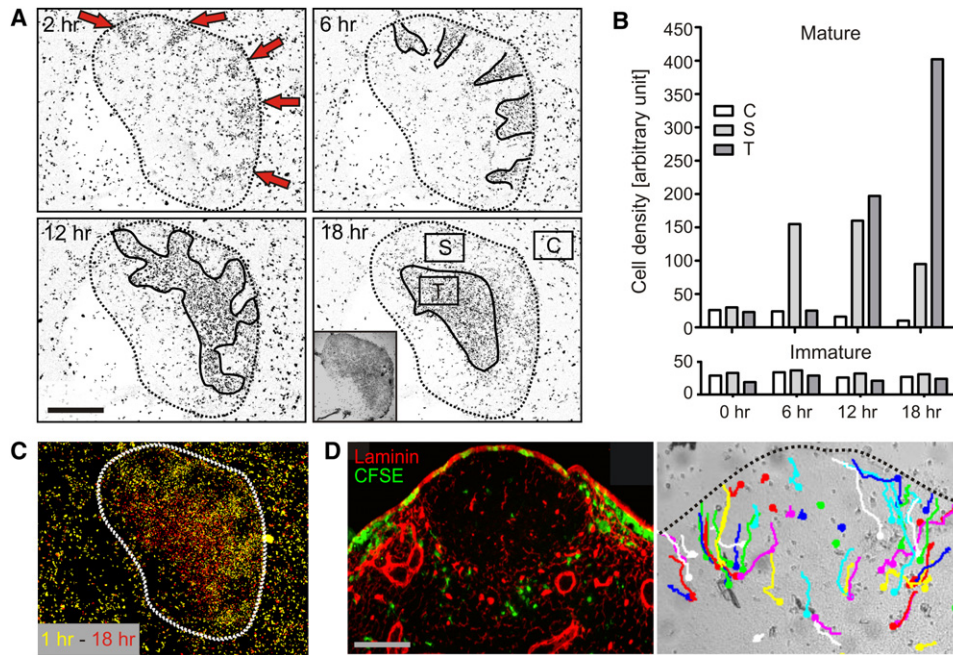 A
2 hr
6 hr
12 hr
18 hr
S
C
T
B
Mature
Cell density [arbitrary unit]
450
400
350
300
250
200
150
100
50
0
C
S
T
Immature
50
0
0 hr
6 hr
12 hr
18 hr
C
1 hr - 18 hr
D
Laminin
CFSE